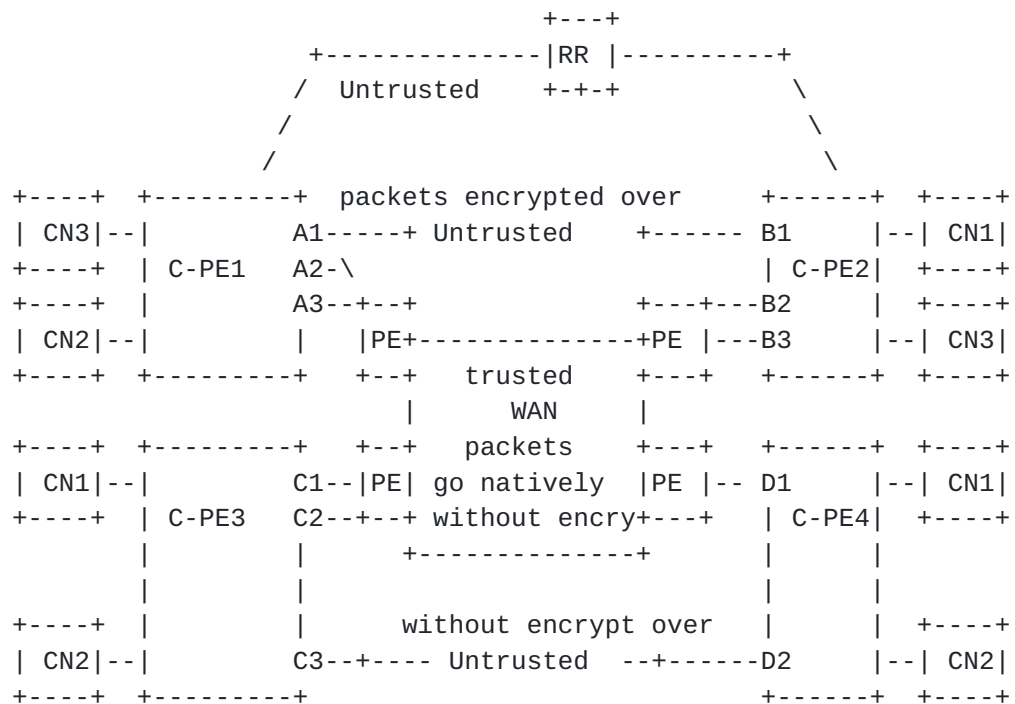 +---+
                   +--------------|RR |----------+
                  /  Untrusted    +-+-+           \
                 /                                 \
                /                                   \
+----+  +---------+  packets encrypted over     +------+  +----+
| CN3|--|         A1-----+ Untrusted    +------ B1     |--| CN1|
+----+  | C-PE1   A2-\                          | C-PE2|  +----+
+----+  |         A3--+--+              +---+---B2     |  +----+
| CN2|--|         |   |PE+--------------+PE |---B3     |--| CN3|
+----+  +---------+   +--+   trusted    +---+   +------+  +----+
                         |      WAN     |
+----+  +---------+   +--+   packets    +---+   +------+  +----+
| CN1|--|         C1--|PE| go natively  |PE |-- D1     |--| CN1|
+----+  | C-PE3   C2--+--+ without encry+---+   | C-PE4|  +----+
        |         |      +--------------+       |      |
        |         |                             |      |
+----+  |         |      without encrypt over   |      |  +----+
| CN2|--|         C3--+---- Untrusted  --+------D2     |--| CN2|
+----+  +---------+                             +------+  +----+